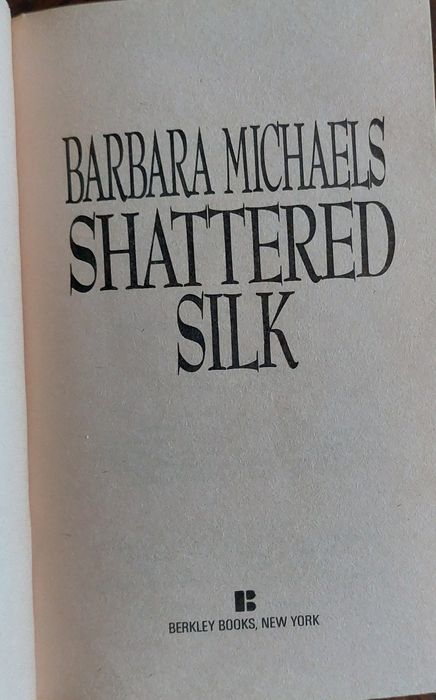 BARBARA MICHAELS
SHATTERED
SILK
B
BERKLEY BOOKS, NEW YORK